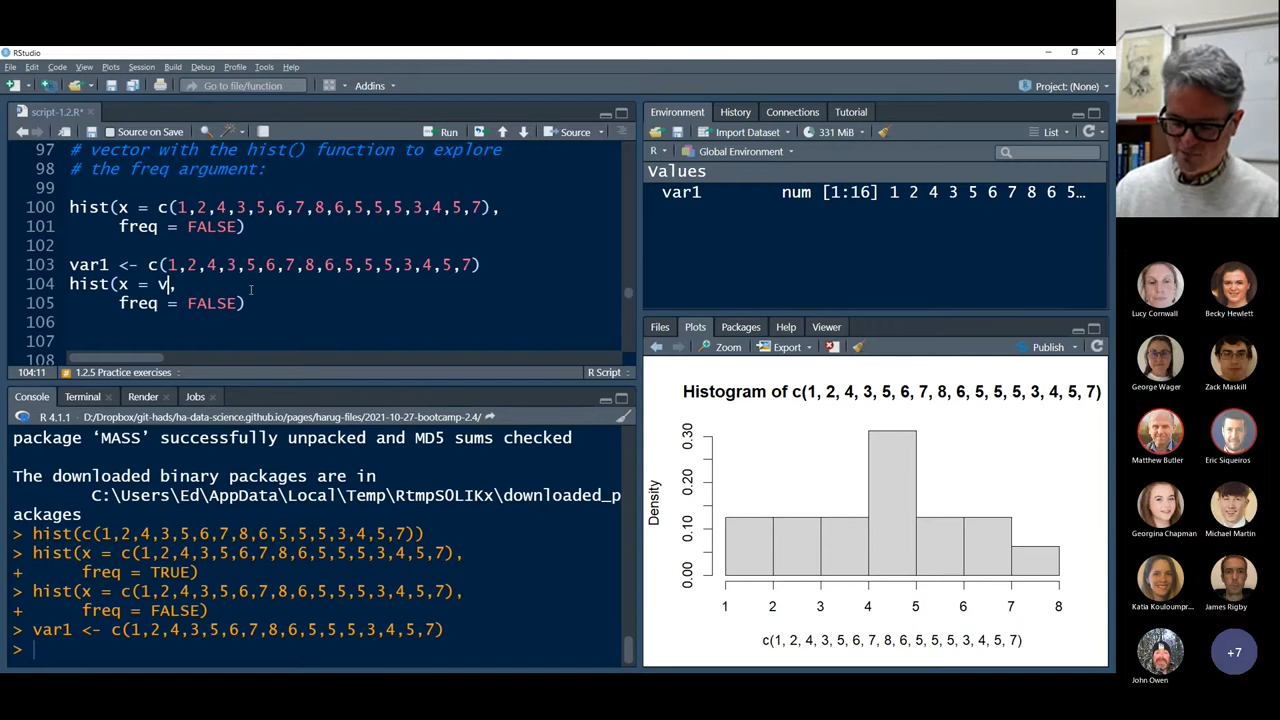 RStudio
File Edit Code View Plots Session Build Debug Profile Tools Help
Go to file/function Addins Project: (None)
script-1.2.R*
Source on Save Run Source
97 # vector with the hist() function to explore
98 # the freq argument:
99
100 hist(x = c(1,2,4,3,5,6,7,8,6,5,5,5,3,4,5,7),
101 freq = FALSE)
102
103 var1 <- c(1,2,4,3,5,6,7,8,6,5,5,5,3,4,5,7)
104 hist(x = v,
105 freq = FALSE)
106
107
108
104:11 # 1.2.5 Practice exercises R Script
Console Terminal Render Jobs
R 4.1.1 · D:/Dropbox/git-hads/ha-data-science.github.io/pages/harug-files/2021-10-27-bootcamp-2.4/
package ‘MASS’ successfully unpacked and MD5 sums checked
The downloaded binary packages are in
C:\Users\Ed\AppData\Local\Temp\RtmpSOLIKx\downloaded_p
ackages
> hist(c(1,2,4,3,5,6,7,8,6,5,5,5,3,4,5,7))
> hist(x = c(1,2,4,3,5,6,7,8,6,5,5,5,3,4,5,7),
+ freq = TRUE)
> hist(x = c(1,2,4,3,5,6,7,8,6,5,5,5,3,4,5,7),
+ freq = FALSE)
> var1 <- c(1,2,4,3,5,6,7,8,6,5,5,5,3,4,5,7)
>
Environment History Connections Tutorial
Import Dataset 331 MiB List
R Global Environment
Values
var1 num [1:16] 1 2 4 3 5 6 7 8 6 5…
Files Plots Packages Help Viewer
Zoom Export Publish
Histogram of c(1, 2, 4, 3, 5, 6, 7, 8, 6, 5, 5, 5, 3, 4, 5, 7)
Density
0.30
0.20
0.10
0.00
1 2 3 4 5 6 7 8
c(1, 2, 4, 3, 5, 6, 7, 8, 6, 5, 5, 5, 3, 4, 5, 7)
Lucy Cornwall Becky Hewlett
George Wager Zack Maskill
Matthew Butler Eric Siqueiros
Georgina Chapman Michael Martin
Katia Kouloumpr... James Rigby
John Owen +7